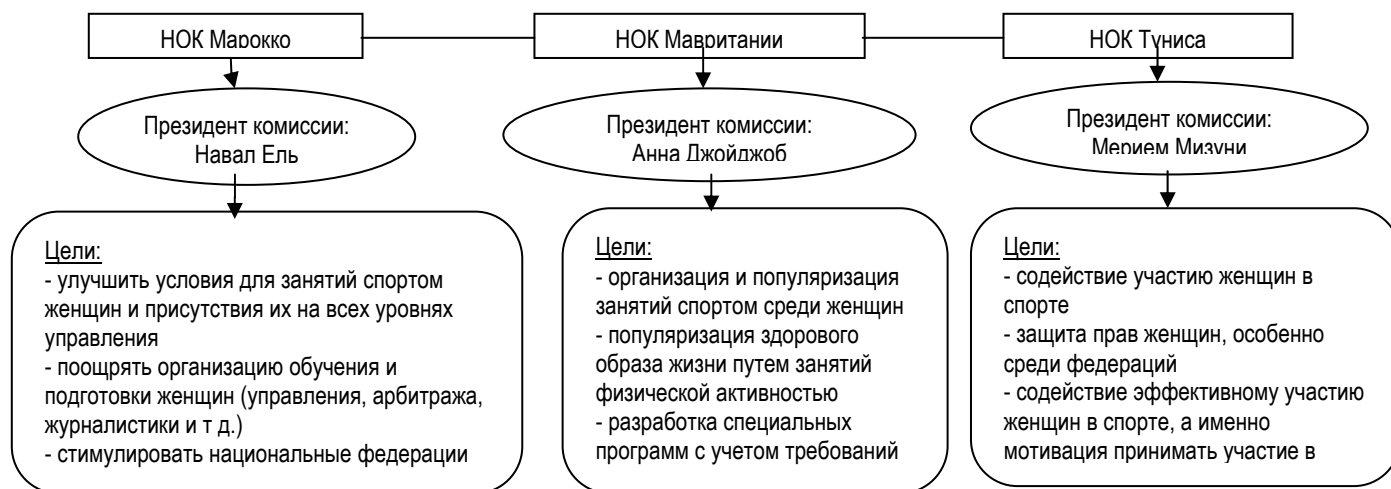 НОК Марокко
НОК Мавритании
НОК Туниса
Президент комиссии:
Навал Ель
Президент комиссии:
Анна Джойджоб
Президент комиссии:
Мерием Мизуни
Цели:
- улучшить условия для занятий спортом
женщин и присутствия их на всех уровнях
управления
- поощрять организацию обучения и
подготовки женщин (управления, арбитража,
журналистики и т д.)
- стимулировать национальные федерации
Цели:
- организация и популяризация
занятий спортом среди женщин
- популяризация здорового
образа жизни путем занятий
физической активностью
- разработка специальных
программ с учетом требований
Цели:
- содействие участию женщин в
спорте
- защита прав женщин, особенно
среди федераций
- содействие эффективному участию
женщин в спорте, а именно
мотивация принимать участие в